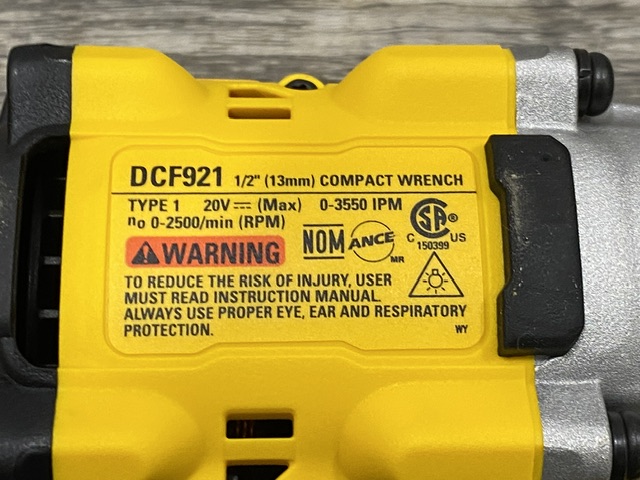 DCF921 1/2" (13mm) COMPACT WRENCH
TYPE 1 20V⎓ (Max) 0-3550 IPM
no 0-2500/min (RPM)
WARNING
NOM ANCE MR
SA ® C US 150399
TO REDUCE THE RISK OF INJURY, USER
MUST READ INSTRUCTION MANUAL.
ALWAYS USE PROPER EYE, EAR AND RESPIRATORY
PROTECTION.
WY